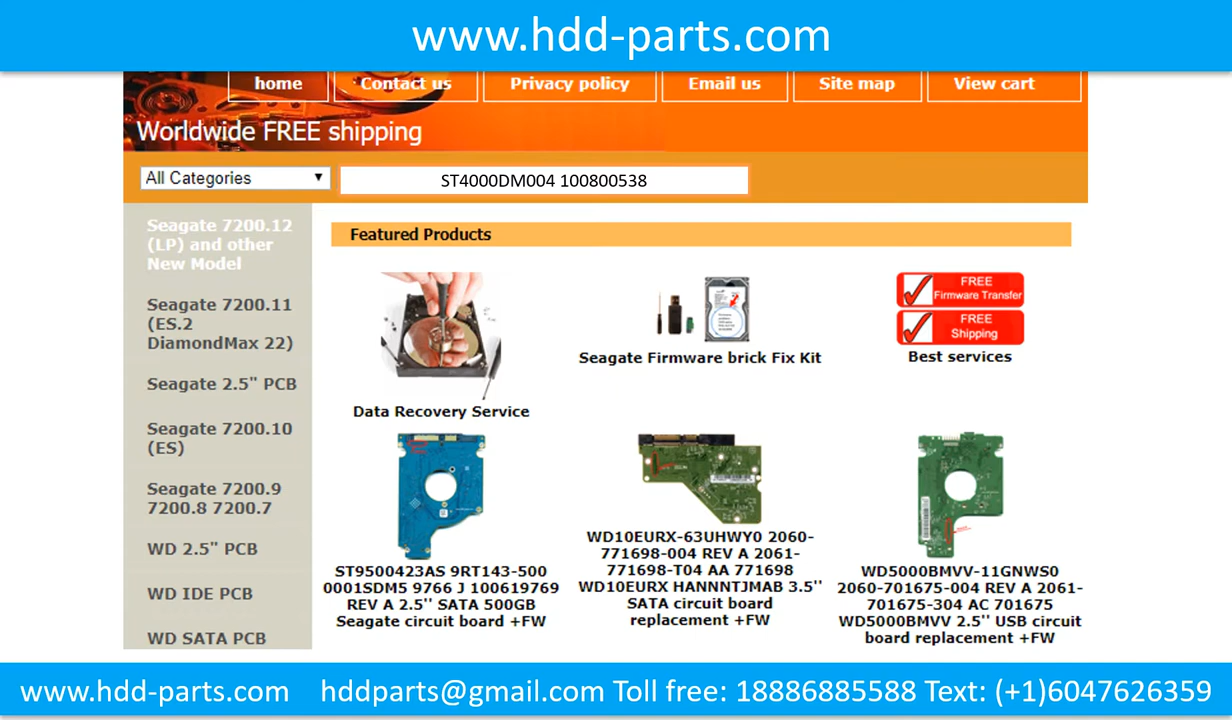 www.hdd-parts.com
home
Contact us
Privacy policy
Email us
Site map
View cart
Worldwide FREE shipping
All Categories
ST4000DM004 100800538
Seagate 7200.12
(LP) and other
New Model
Seagate 7200.11
(ES.2
DiamondMax 22)
Seagate 2.5" PCB
Seagate 7200.10
(ES)
Seagate 7200.9
7200.8 7200.7
WD 2.5" PCB
WD IDE PCB
WD SATA PCB
Featured Products
Data Recovery Service
Seagate Firmware brick Fix Kit
FREE
Firmware Transfer
FREE
Shipping
Best services
ST9500423AS 9RT143-500
0001SDM5 9766 J 100619769
REV A 2.5'' SATA 500GB
Seagate circuit board +FW
WD10EURX-63UHWY0 2060-
771698-004 REV A 2061-
771698-T04 AA 771698
WD10EURX HANNNTJMAB 3.5''
SATA circuit board
replacement +FW
WD5000BMVV-11GNWS0
2060-701675-004 REV A 2061-
701675-304 AC 701675
WD5000BMVV 2.5'' USB circuit
board replacement +FW
www.hdd-parts.com hddparts@gmail.com Toll free: 18886885588 Text: (+1)6047626359